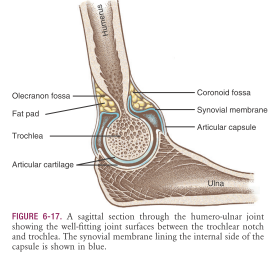 Humerus
Olecranon fossa
Fat pad
Trochlea
Articular cartilage
Coronoid fossa
Synovial membrane
Articular capsule
Ulna
FIGURE 6-17. A sagittal section through the humero-ulnar joint
showing the well-fitting joint surfaces between the trochlear notch
and trochlea. The synovial membrane lining the internal side of the
capsule is shown in blue.